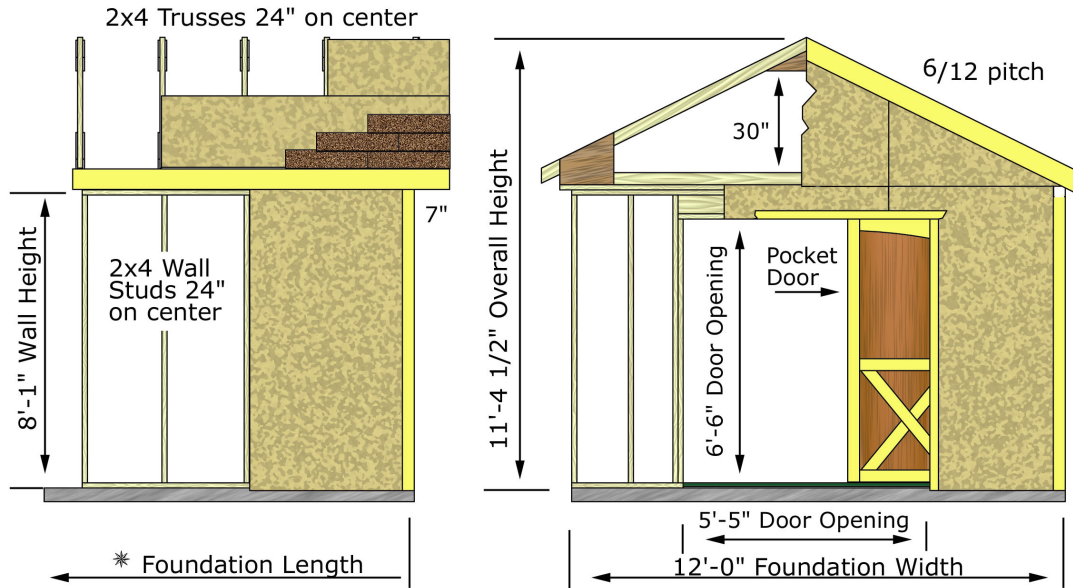 2x4 Trusses 24" on center
7"
8'-1" Wall Height
2x4 Wall
Studs 24"
on center
✳ Foundation Length
6/12 pitch
30"
11'-4 1/2" Overall Height
Pocket
Door
6'-6" Door Opening
5'-5" Door Opening
12'-0" Foundation Width